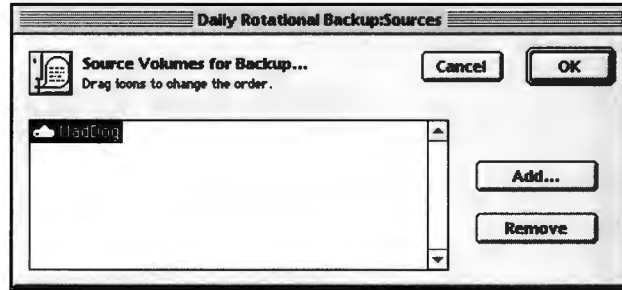 Daily Rotational Backup:Sources
Source Volumes for Backup...
Drag icons to change the order.
Cancel
OK
MadDog
Add...
Remove